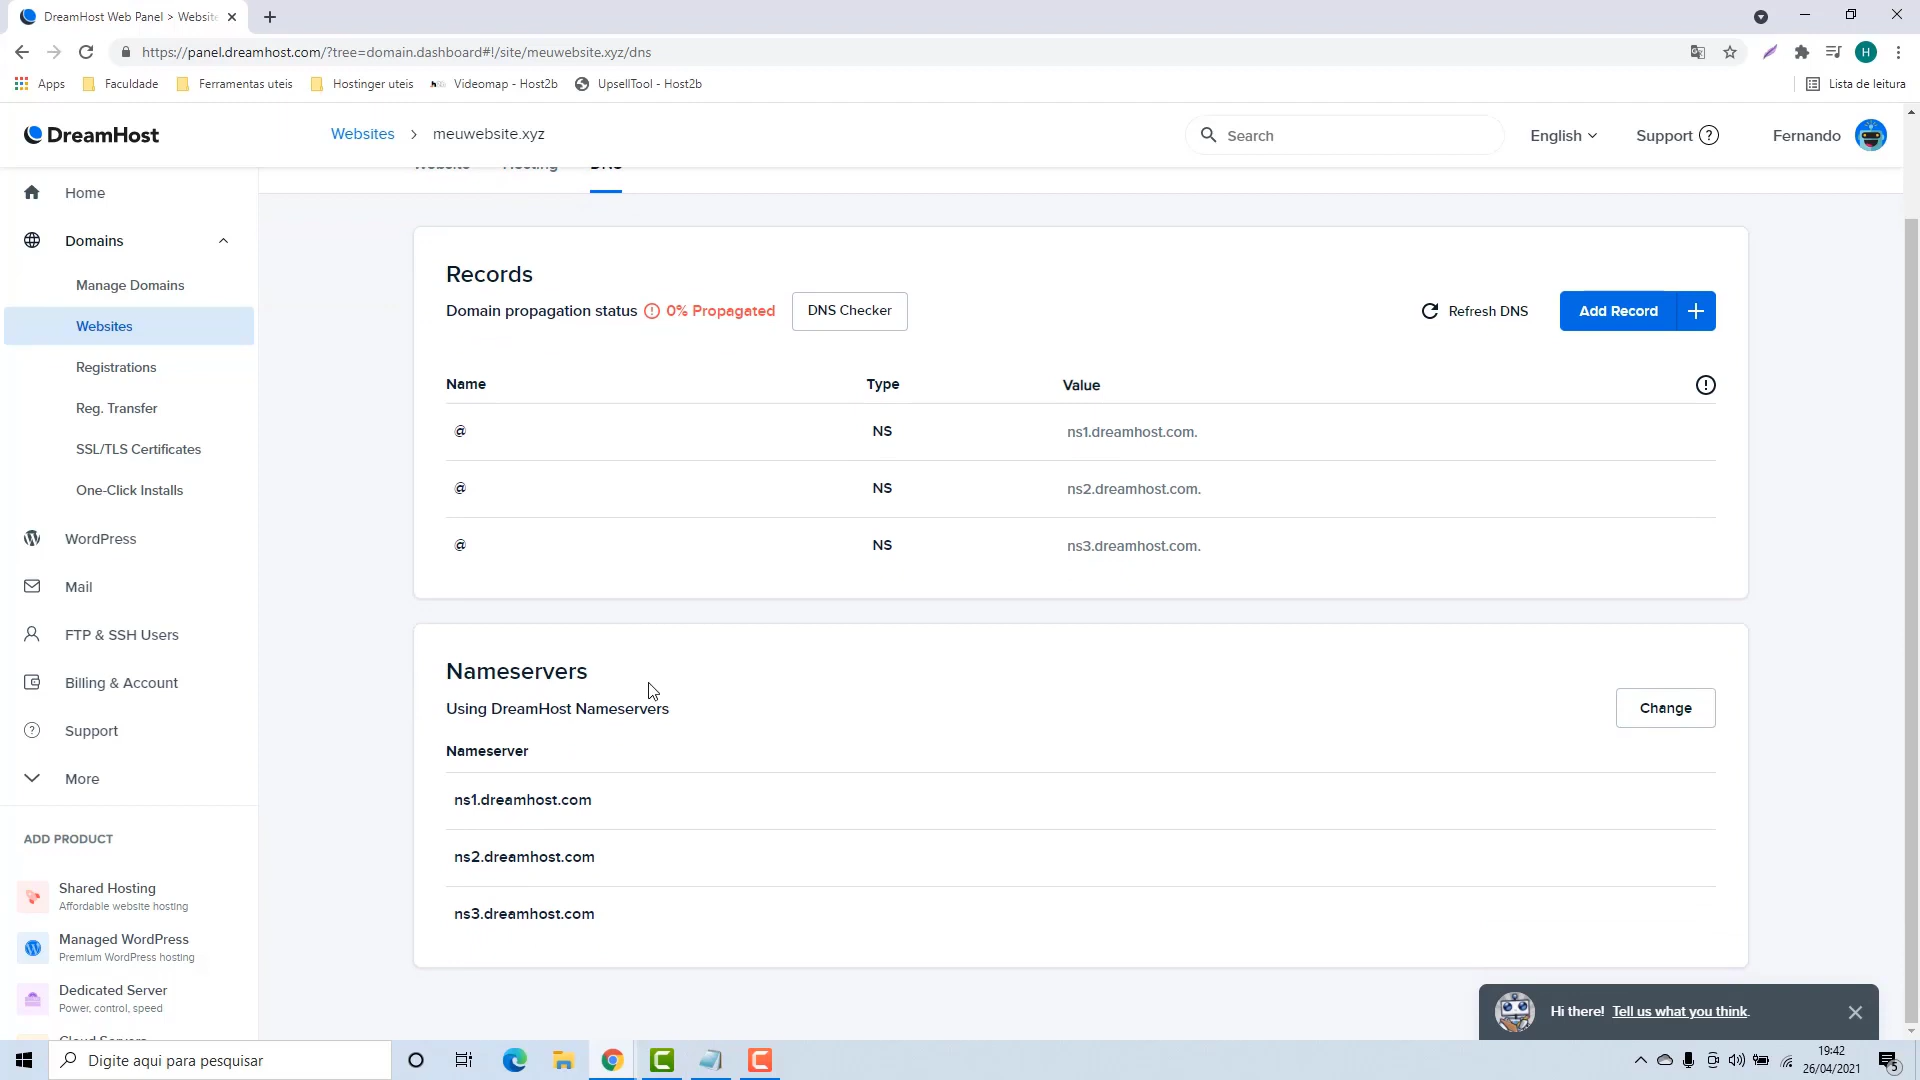 DreamHost Web Panel > Website
https://panel.dreamhost.com/?tree=domain.dashboard#!/site/meuwebsite.xyz/dns
H
Apps
Faculdade
Ferramentas uteis
Hostinger uteis
Videomap - Host2b
UpsellTool - Host2b
Lista de leitura
DreamHost
Websites > meuwebsite.xyz
Search
English
Support
Fernando
Website
Hosting
DNS
Home
Domains
Manage Domains
Websites
Registrations
Reg. Transfer
SSL/TLS Certificates
One-Click Installs
WordPress
Mail
FTP & SSH Users
Billing & Account
Support
More
ADD PRODUCT
Shared Hosting
Affordable website hosting
Managed WordPress
Premium WordPress hosting
Dedicated Server
Power, control, speed
Cloud Servers
Records
Domain propagation status 0% Propagated
DNS Checker
Refresh DNS
Add Record +
Name Type Value
@ NS ns1.dreamhost.com.
@ NS ns2.dreamhost.com.
@ NS ns3.dreamhost.com.
Nameservers
Using DreamHost Nameservers
Change
Nameserver
ns1.dreamhost.com
ns2.dreamhost.com
ns3.dreamhost.com
Hi there! Tell us what you think.
Digite aqui para pesquisar
19:42
26/04/2021
5